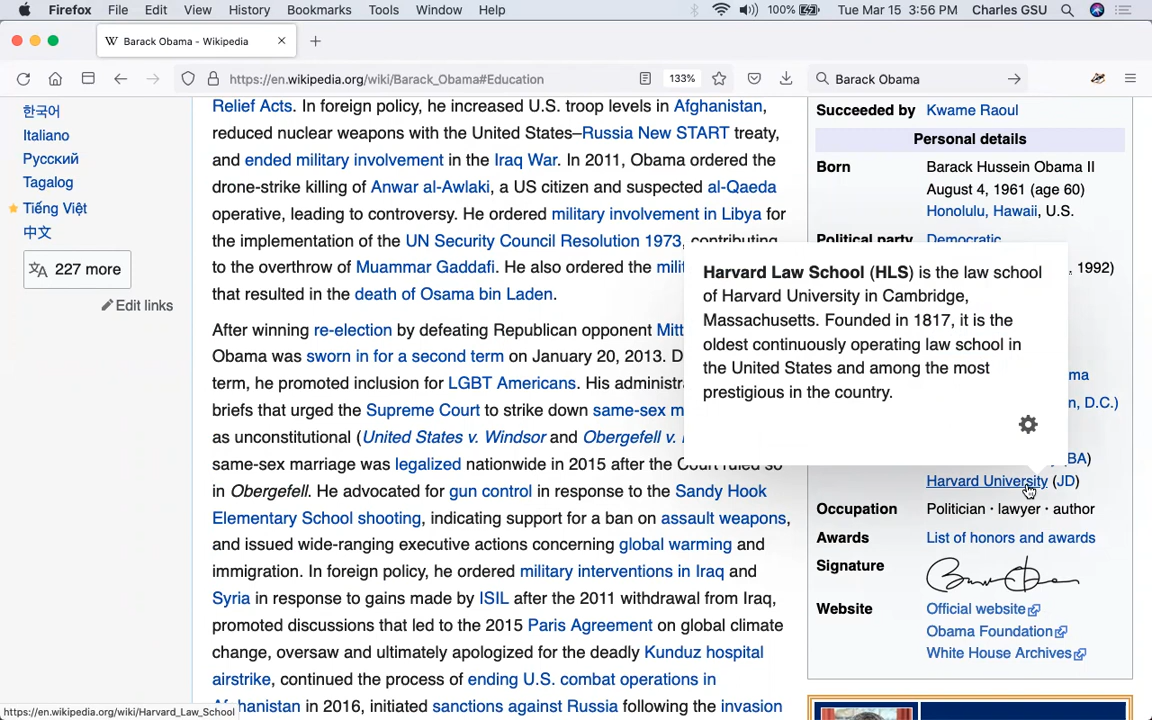 Firefox File Edit View History Bookmarks Tools Window Help 100% Tue Mar 15 3:56 PM Charles GSU
W Barack Obama - Wikipedia
https://en.wikipedia.org/wiki/Barack_Obama#Education 133% Barack Obama
한국어
Italiano
Русский
Tagalog
Tiếng Việt
中文
227 more
Edit links
Relief Acts. In foreign policy, he increased U.S. troop levels in Afghanistan,
reduced nuclear weapons with the United States–Russia New START treaty,
and ended military involvement in the Iraq War. In 2011, Obama ordered the
drone-strike killing of Anwar al-Awlaki, a US citizen and suspected al-Qaeda
operative, leading to controversy. He ordered military involvement in Libya for
the implementation of the UN Security Council Resolution 1973, contributing
to the overthrow of Muammar Gaddafi. He also ordered the mili
that resulted in the death of Osama bin Laden.
After winning re-election by defeating Republican opponent Mitt
Obama was sworn in for a second term on January 20, 2013. D
term, he promoted inclusion for LGBT Americans. His administra
briefs that urged the Supreme Court to strike down same-sex m
as unconstitutional (United States v. Windsor and Obergefell v.
same-sex marriage was legalized nationwide in 2015 after the Court ruled so
in Obergefell. He advocated for gun control in response to the Sandy Hook
Elementary School shooting, indicating support for a ban on assault weapons,
and issued wide-ranging executive actions concerning global warming and
immigration. In foreign policy, he ordered military interventions in Iraq and
Syria in response to gains made by ISIL after the 2011 withdrawal from Iraq,
promoted discussions that led to the 2015 Paris Agreement on global climate
change, oversaw and ultimately apologized for the deadly Kunduz hospital
airstrike, continued the process of ending U.S. combat operations in
Afghanistan in 2016, initiated sanctions against Russia following the invasion
Succeeded by Kwame Raoul
Personal details
Born Barack Hussein Obama II
August 4, 1961 (age 60)
Honolulu, Hawaii, U.S.
Political party Democratic
, 1992)
Harvard Law School (HLS) is the law school
of Harvard University in Cambridge,
Massachusetts. Founded in 1817, it is the
oldest continuously operating law school in
the United States and among the most
prestigious in the country.
ma
n, D.C.)
(BA)
Harvard University (JD)
Occupation Politician · lawyer · author
Awards List of honors and awards
Signature
Website Official website
Obama Foundation
White House Archives
https://en.wikipedia.org/wiki/Harvard_Law_School